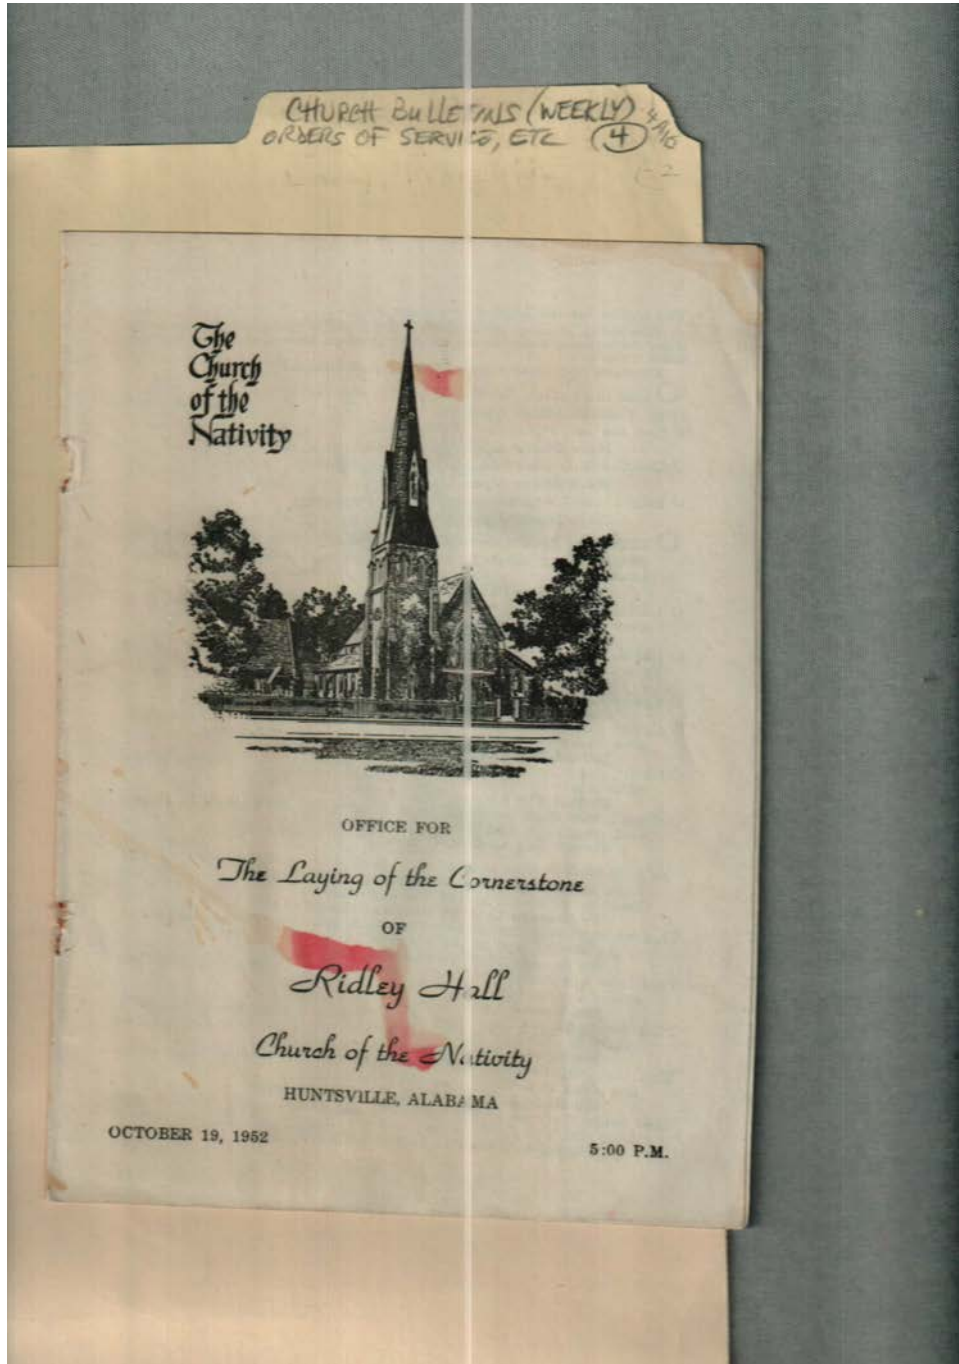 CHURCH BULLETINS (WEEKLY)
ORDERS OF SERVICE, ETC 4
The
Church
of the
Nativity
OFFICE FOR
The Laying of the Cornerstone
OF
Ridley Hall
Church of the Nativity
HUNTSVILLE, ALABAMA
OCTOBER 19, 1952
5:00 P.M.